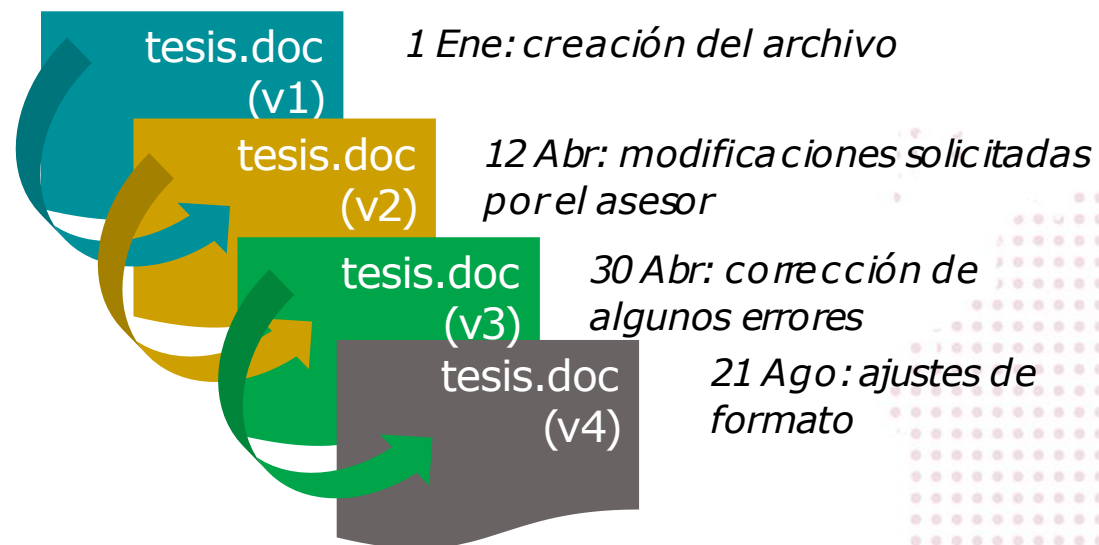 tesis.doc
(v1)
1 Ene: creación del archivo
tesis.doc
(v2)
12 Abr: modificaciones solicitadas
por el asesor
tesis.doc
(v3)
30 Abr: corrección de
algunos errores
tesis.doc
(v4)
21 Ago: ajustes de
formato